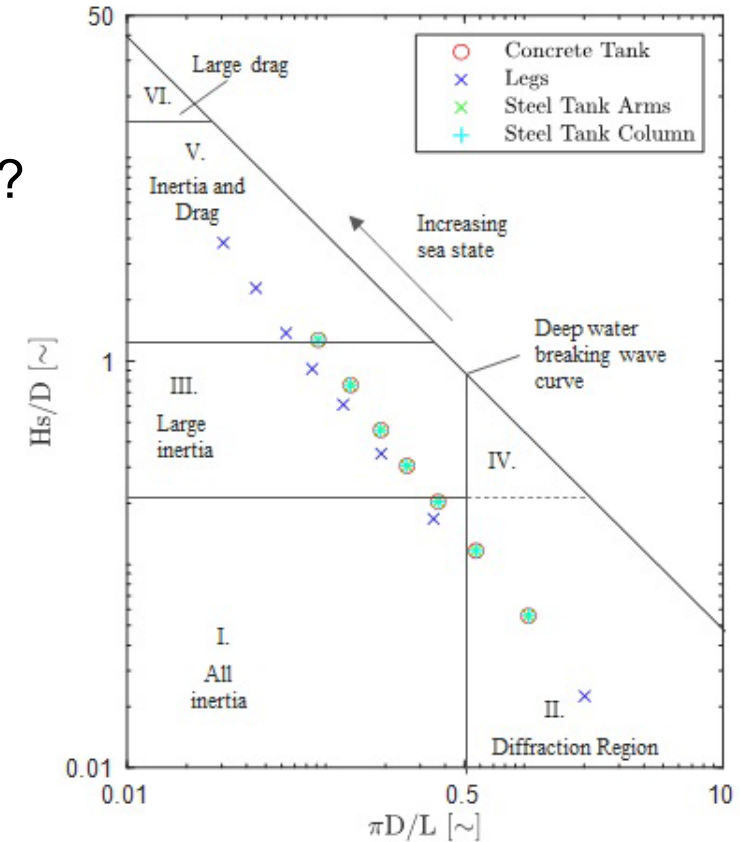 50
Concrete Tank
Legs
Steel Tank Arms
Steel Tank Column
Large drag
VI.
V.
?
Inertia and
Drag
Increasing
sea state
Deep water
breaking wave
curve
1
Hs/D [~]
III.
Large
inertia
IV.
I.
All
inertia
II.
Diffraction Region
0.01
0.01
0.5
10
πD/L [~]